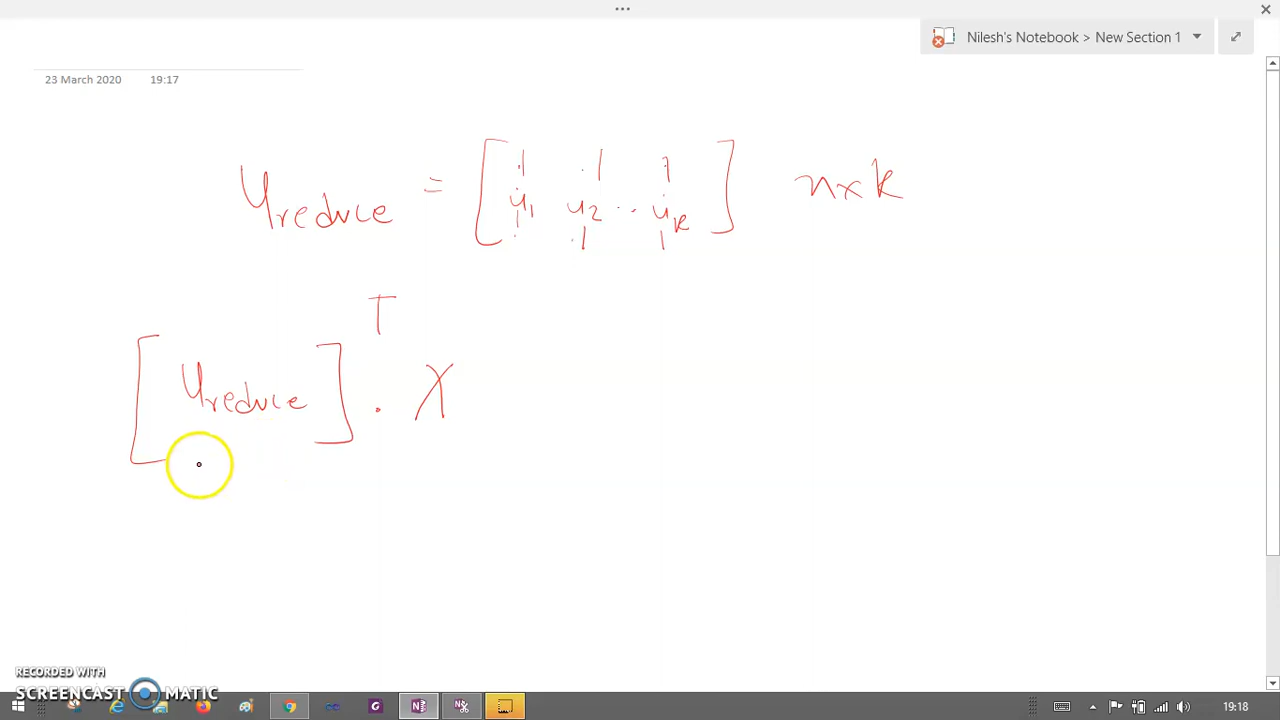 Nilesh's Notebook > New Section 1
23 March 2020 19:17
Ureduce = [ u1 u2 ... uk ] n x k
[ Ureduce ]T . X
RECORDED WITH
SCREENCAST MATIC
19:18